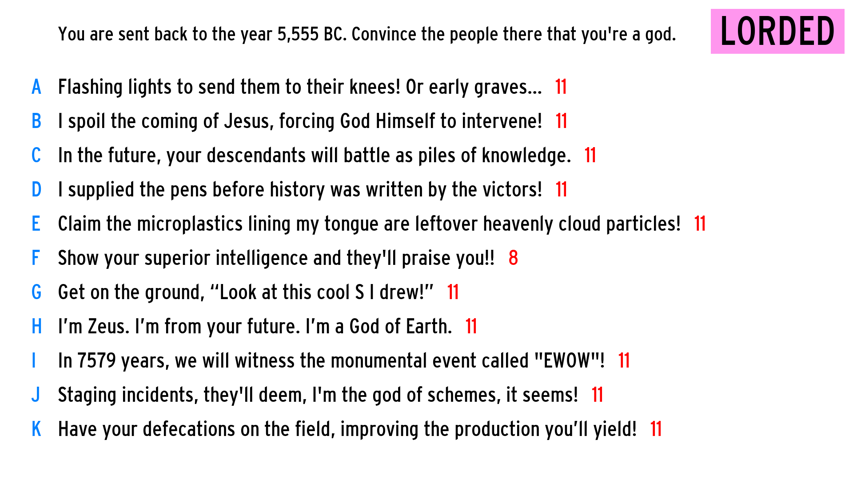 You are sent back to the year 5,555 BC. Convince the people there that you're a god.
LORDED
A Flashing lights to send them to their knees! Or early graves... 11
B I spoil the coming of Jesus, forcing God Himself to intervene! 11
C In the future, your descendants will battle as piles of knowledge. 11
D I supplied the pens before history was written by the victors! 11
E Claim the microplastics lining my tongue are leftover heavenly cloud particles! 11
F Show your superior intelligence and they'll praise you!! 8
G Get on the ground, “Look at this cool S I drew!” 11
H I’m Zeus. I’m from your future. I’m a God of Earth. 11
I In 7579 years, we will witness the monumental event called "EWOW"! 11
J Staging incidents, they'll deem, I'm the god of schemes, it seems! 11
K Have your defecations on the field, improving the production you’ll yield! 11